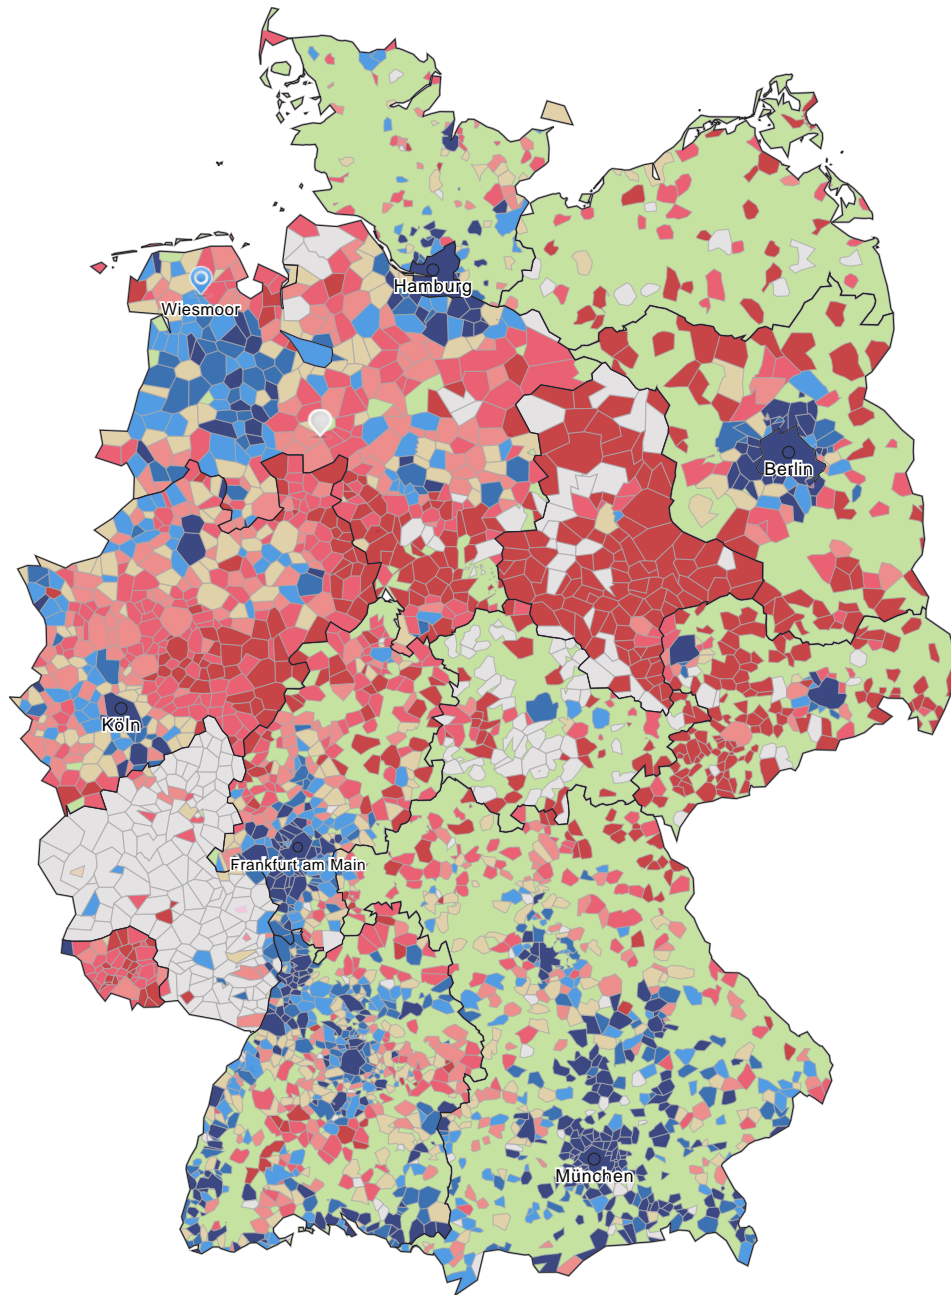 Hamburg
Wiesmoor
Berlin
Köln
Frankfurt am Main
München